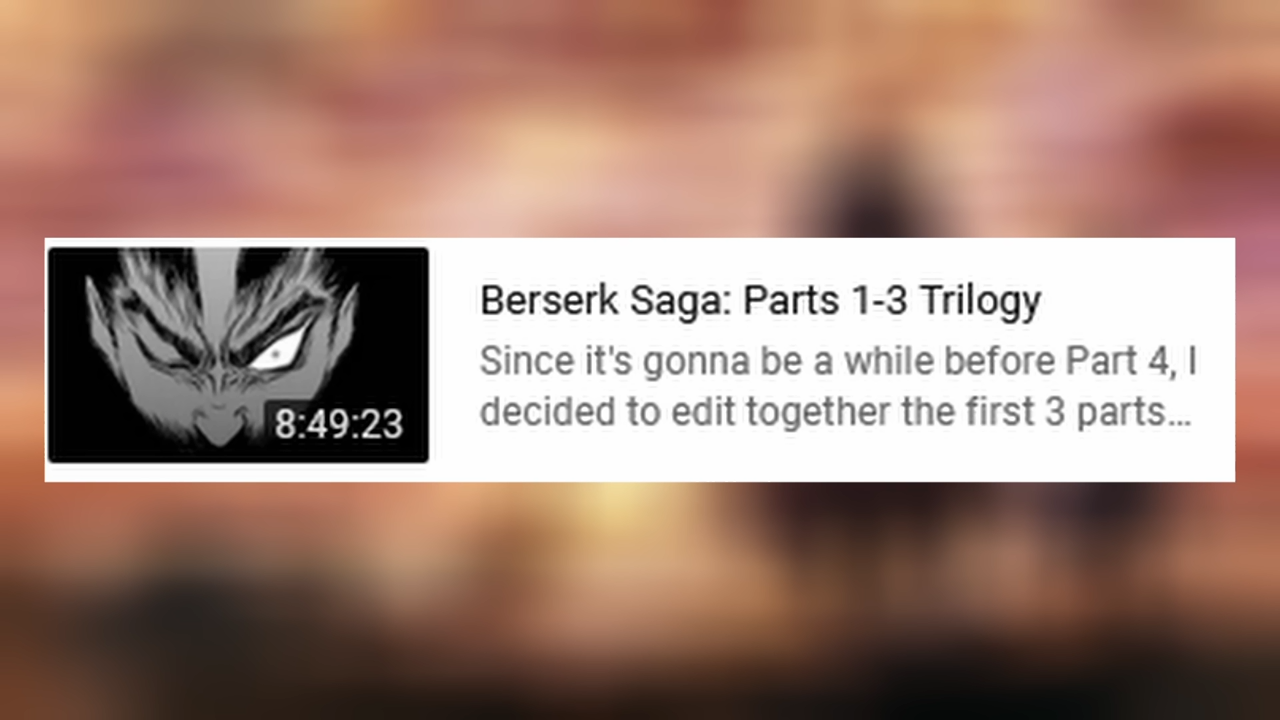 8:49:23
Berserk Saga: Parts 1-3 Trilogy
Since it's gonna be a while before Part 4, I
decided to edit together the first 3 parts...